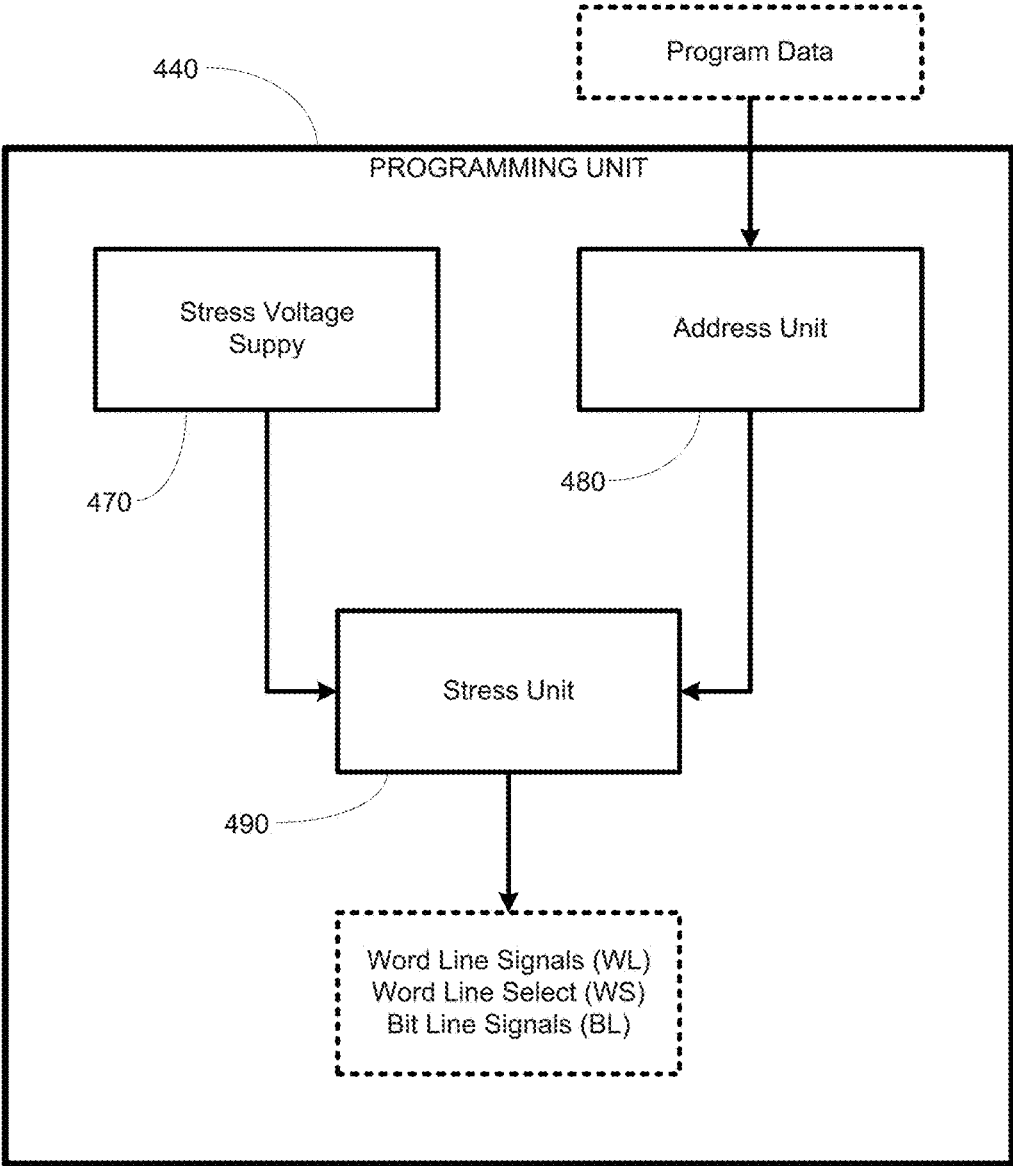 Program Data
440
PROGRAMMING UNIT
Stress Voltage
Suppy
Address Unit
470
480
Stress Unit
490
Word Line Signals (WL)
Word Line Select (WS)
Bit Line Signals (BL)